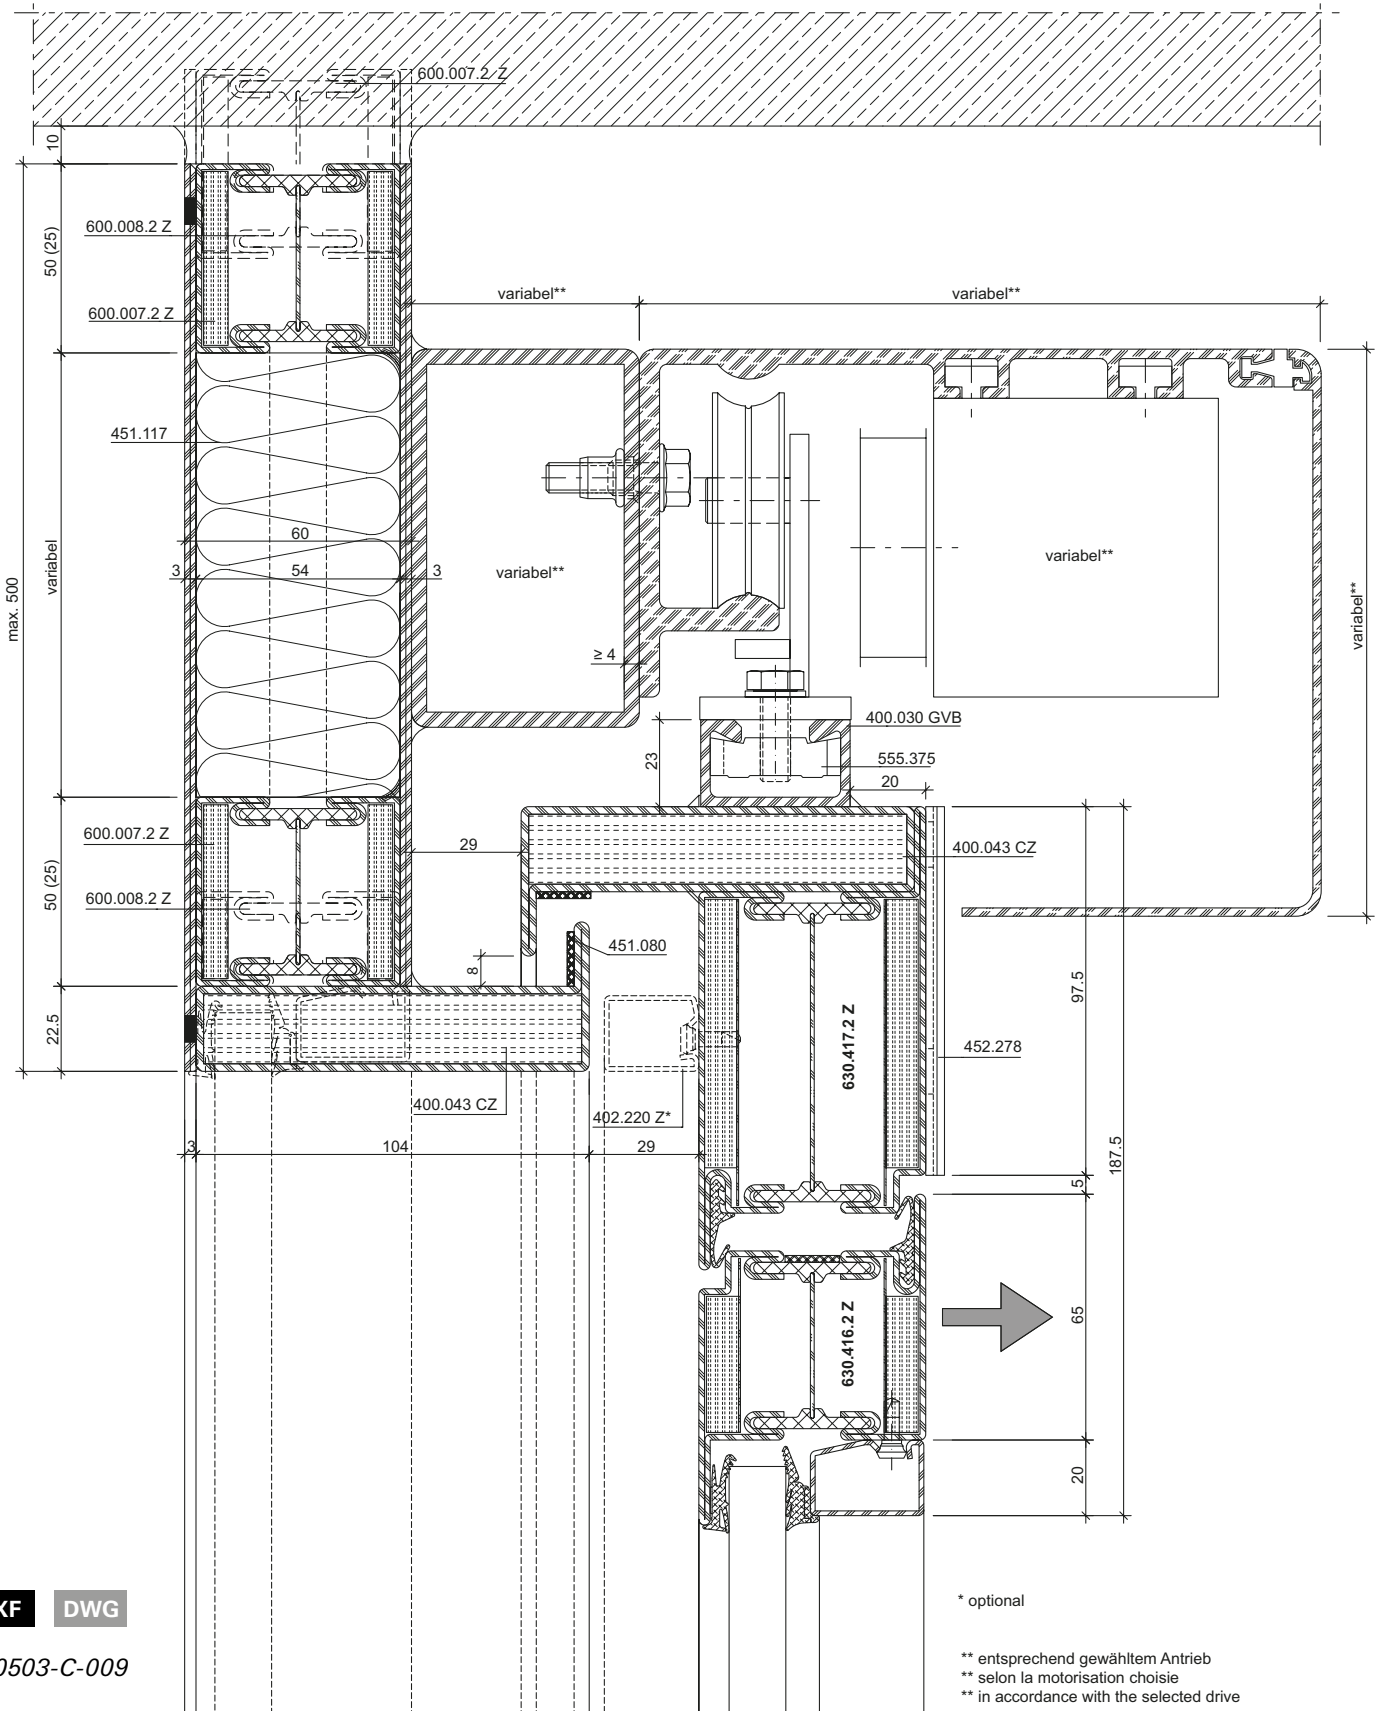 600.007.2 Z
10
600.008.2 Z
50 (25)
600.007.2 Z
variabel**
variabel**
451.117
60
3
54
3
variabel
max. 500
variabel**
variabel**
variabel**
≥ 4
400.030 GVB
23
555.375
20
600.007.2 Z
29
400.043 CZ
50 (25)
600.008.2 Z
451.080
8
97.5
22.5
630.417.2 Z
452.278
400.043 CZ
402.220 Z*
3
104
29
187.5
5
630.416.2 Z
65
20
XF
DWG
0503-C-009
* optional
** entsprechend gewähltem Antrieb
** selon la motorisation choisie
** in accordance with the selected drive